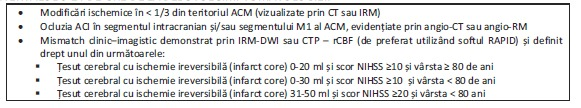 • Modificări ischemice în < 1/3 din teritoriul ACM (vizualizate prin CT sau IRM)
• Ocluzia ACI în segmentul intracranian și/sau segmentului M1 al ACM, evidențiate prin angio-CT sau angio-RM
• Mismatch clinic–imagistic demonstrat prin IRM-DWI sau CTP – rCBF (de preferat utilizând softul RAPID) și definit
drept unul din următoarele:
▪ Țesut cerebral cu ischemie ireversibilă (infarct core) 0-20 ml și scor NIHSS ≥10 și vârsta ≥ 80 de ani
▪ Țesut cerebral cu ischemie ireversibilă (infarct core) 0-30 ml și scor NIHSS ≥10 și vârsta < 80 de ani
▪ Țesut cerebral cu ischemie ireversibilă (infarct core) 31-50 ml și scor NIHSS ≥20 și vârsta < 80 ani